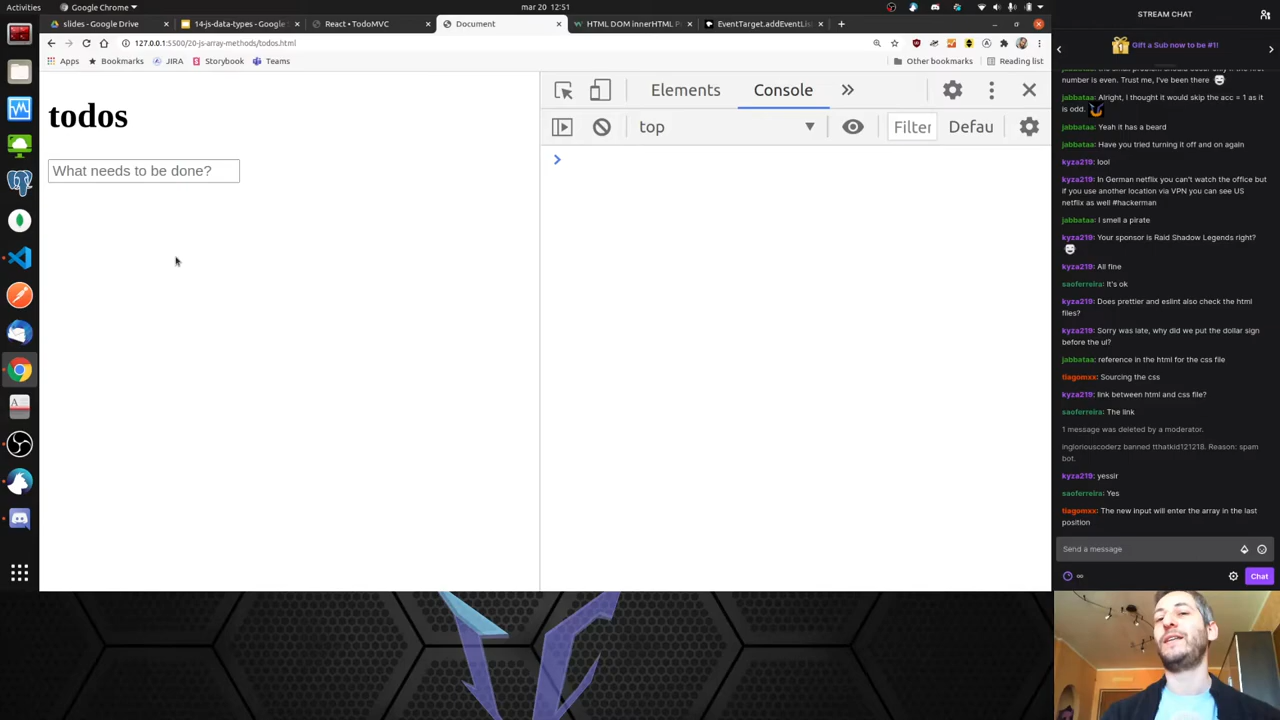 Activities
Google Chrome
mar 20 12:51
slides - Google Drive
14-js-data-types - Google S
React • TodoMVC
Document
HTML DOM innerHTML P
EventTarget.addEventLis
127.0.0.1:5500/20-js-array-methods/todos.html
Apps
Bookmarks
JIRA
Storybook
Teams
Other bookmarks
Reading list
todos
What needs to be done?
Elements
Console
top
Filter
Defau
STREAM CHAT
Gift a Sub now to be #1!
number is even. Trust me, I've been there
jabbataa: Alright, I thought it would skip the acc = 1 as it
is odd.
jabbataa: Yeah it has a beard
jabbataa: Have you tried turning it off and on again
kyza219: lool
kyza219: In German netflix you can't watch the office but
if you use another location via VPN you can see US
netflix as well #hackerman
jabbataa: I smell a pirate
kyza219: Your sponsor is Raid Shadow Legends right?
kyza219: All fine
saoferreira: It's ok
kyza219: Does prettier and eslint also check the html
files?
kyza219: Sorry was late, why did we put the dollar sign
before the ul?
jabbataa: reference in the html for the css file
tiagomxx: Sourcing the css
kyza219: link between html and css file?
saoferreira: The link
1 message was deleted by a moderator.
ingloriouscoderz banned tthatkid121218. Reason: spam
bot.
kyza219: yessir
saoferreira: Yes
tiagomxx: The new input will enter the array in the last
position
Send a message
Chat